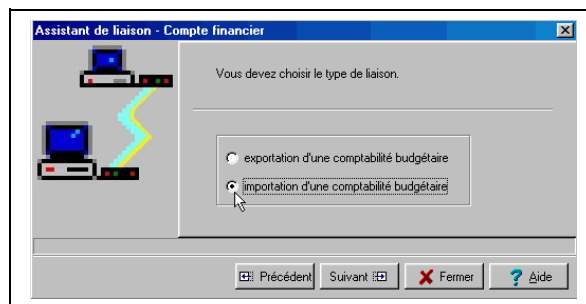 Assistant de liaison - Compte financier
Vous devez choisir le type de liaison.
exportation d'une comptabilité budgétaire
importation d'une comptabilité budgétaire
Précédent Suivant Fermer Aide